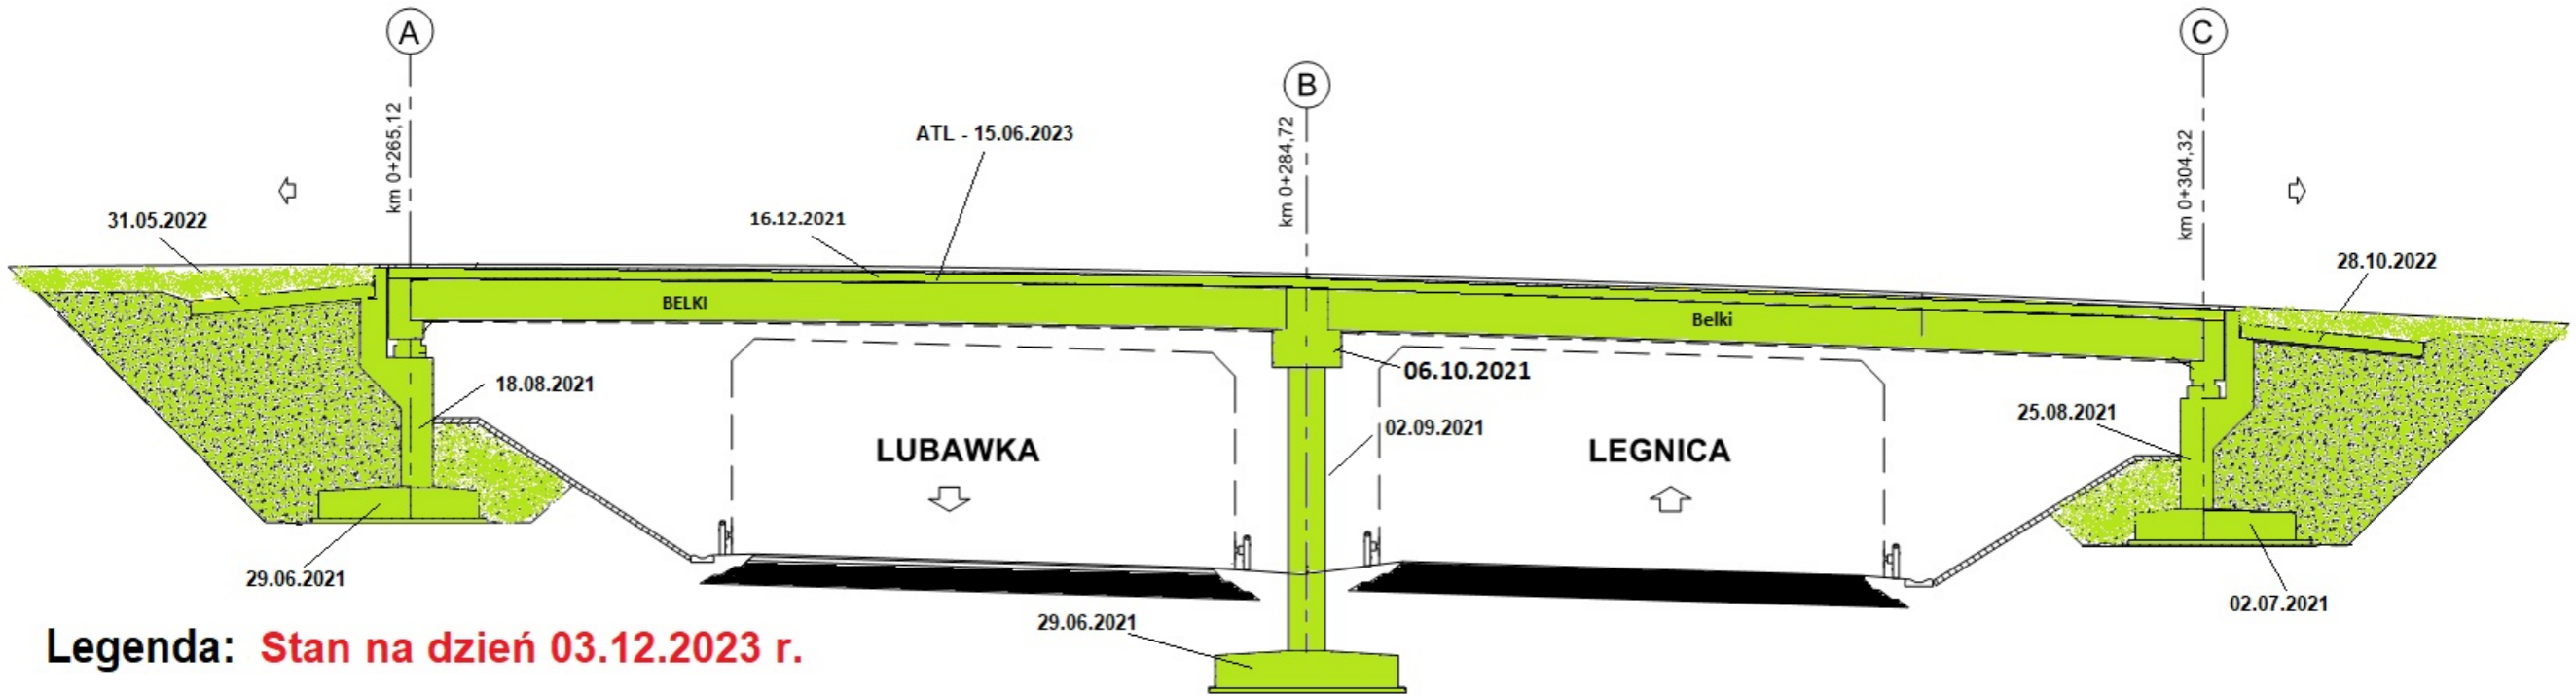 A
B
C
km 0+265,12
km 0+284,72
km 0+304,32
ATL - 15.06.2023
31.05.2022
16.12.2021
28.10.2022
BELKI
Belki
06.10.2021
18.08.2021
25.08.2021
02.09.2021
LUBAWKA
LEGNICA
29.06.2021
02.07.2021
29.06.2021
Legenda: Stan na dzień 03.12.2023 r.